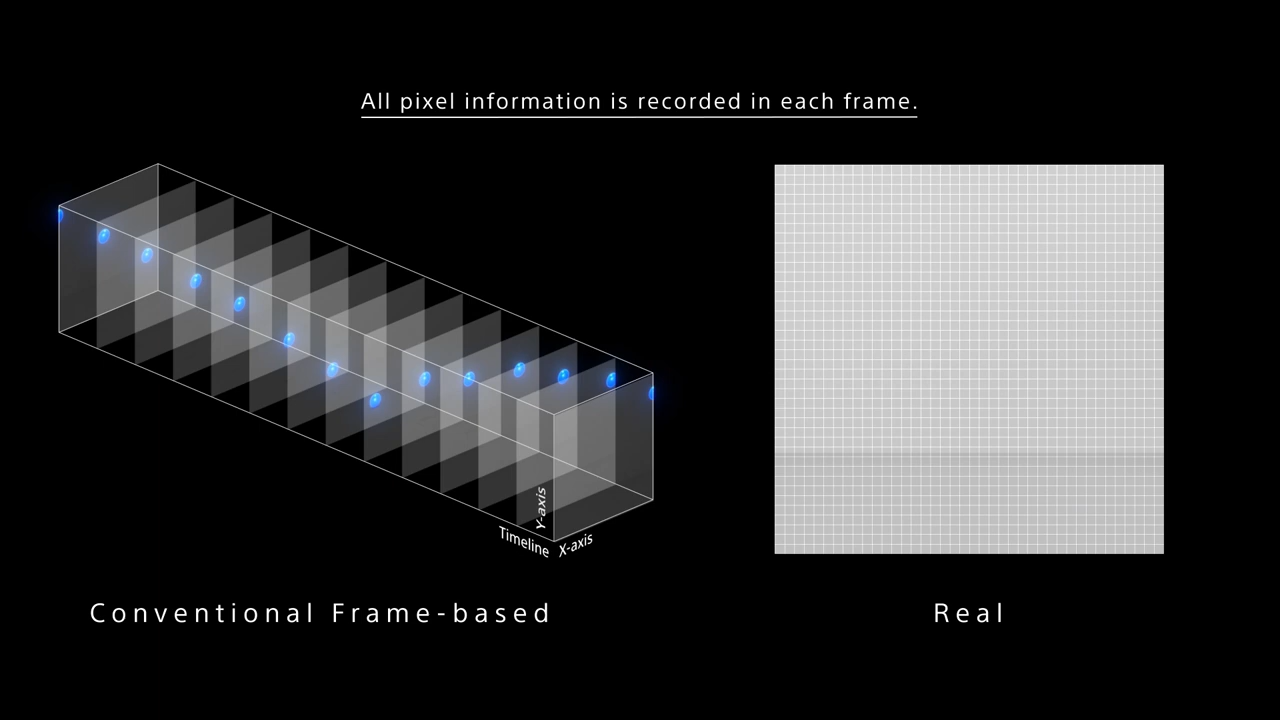 All pixel information is recorded in each frame.
Y-axis
Timeline
X-axis
Conventional Frame-based
Real